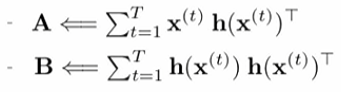 - A ⟸ ∑_{t=1}^{T} x^{(t)} h(x^{(t)})^⊤
- B ⟸ ∑_{t=1}^{T} h(x^{(t)}) h(x^{(t)})^⊤